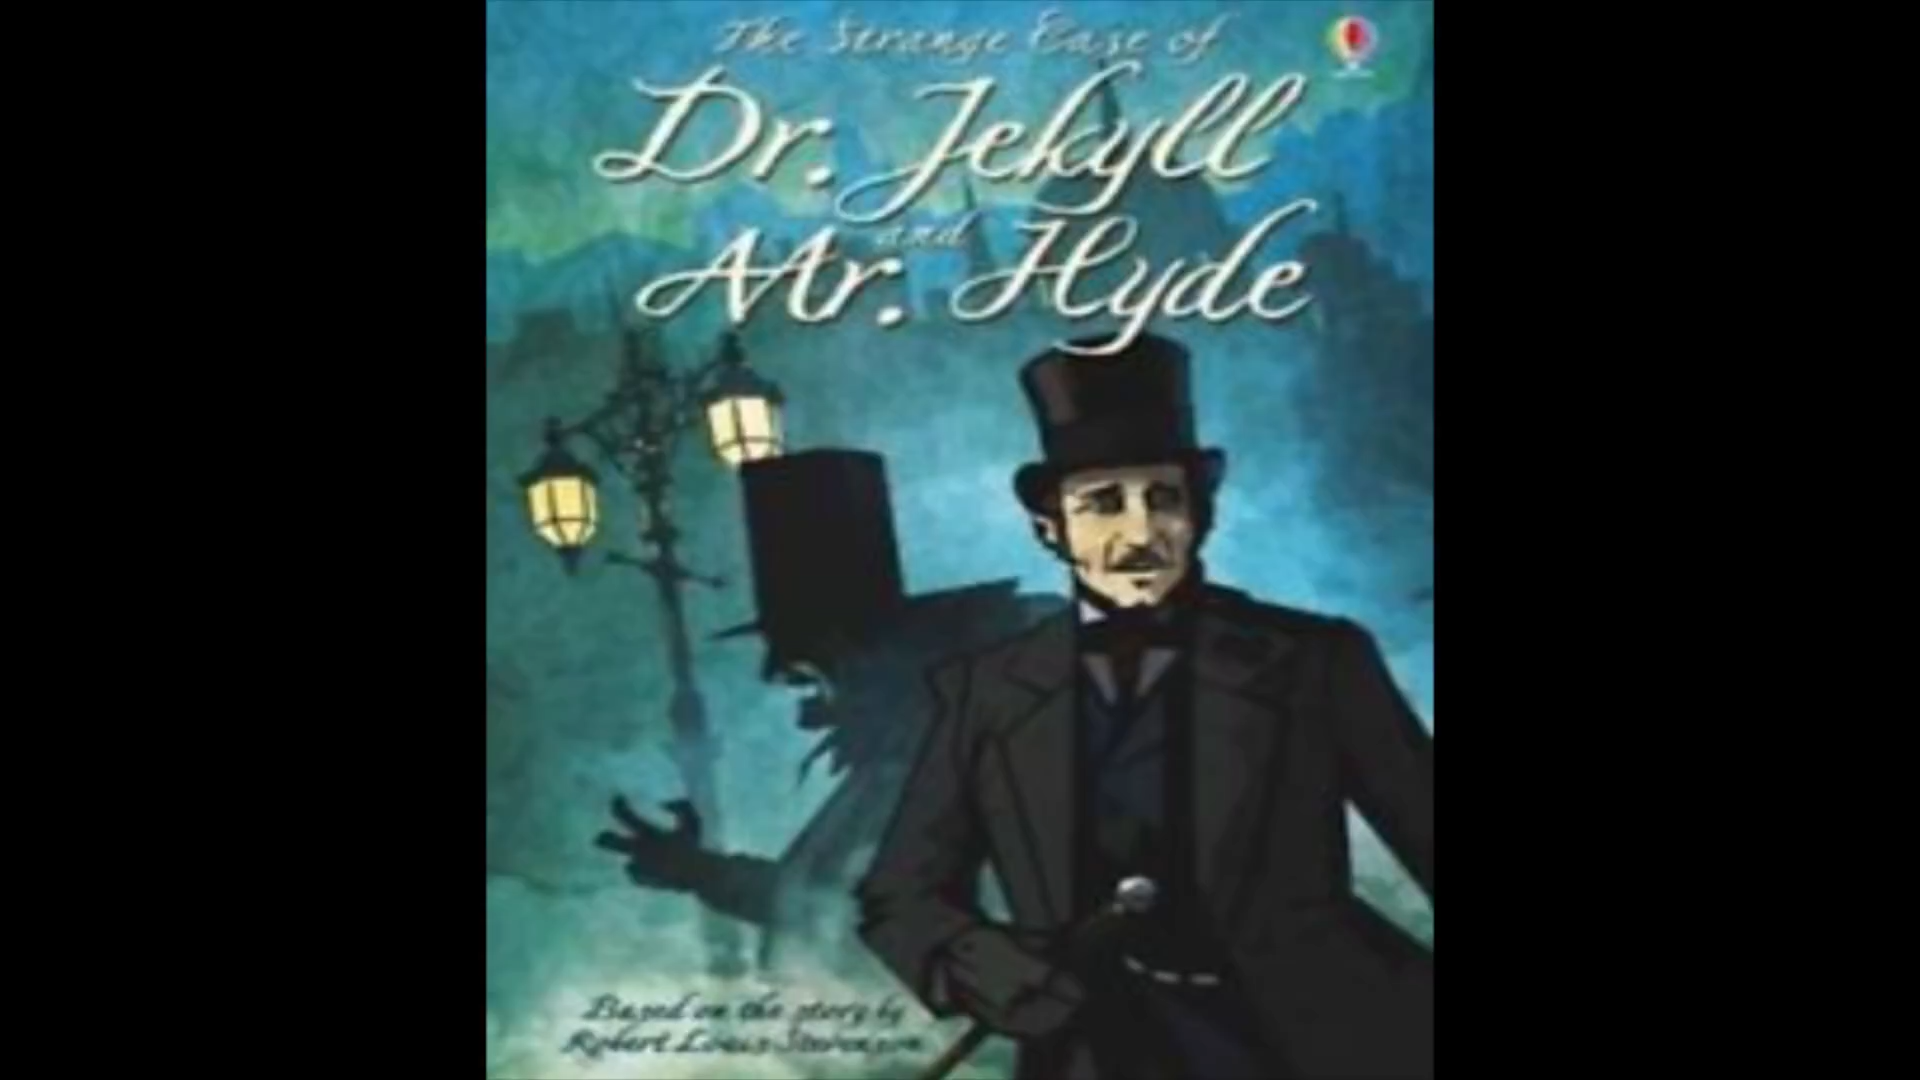 The Strange Case of
Dr. Jekyll
and
Mr. Hyde
Based on the story by
Robert Louis Stevenson